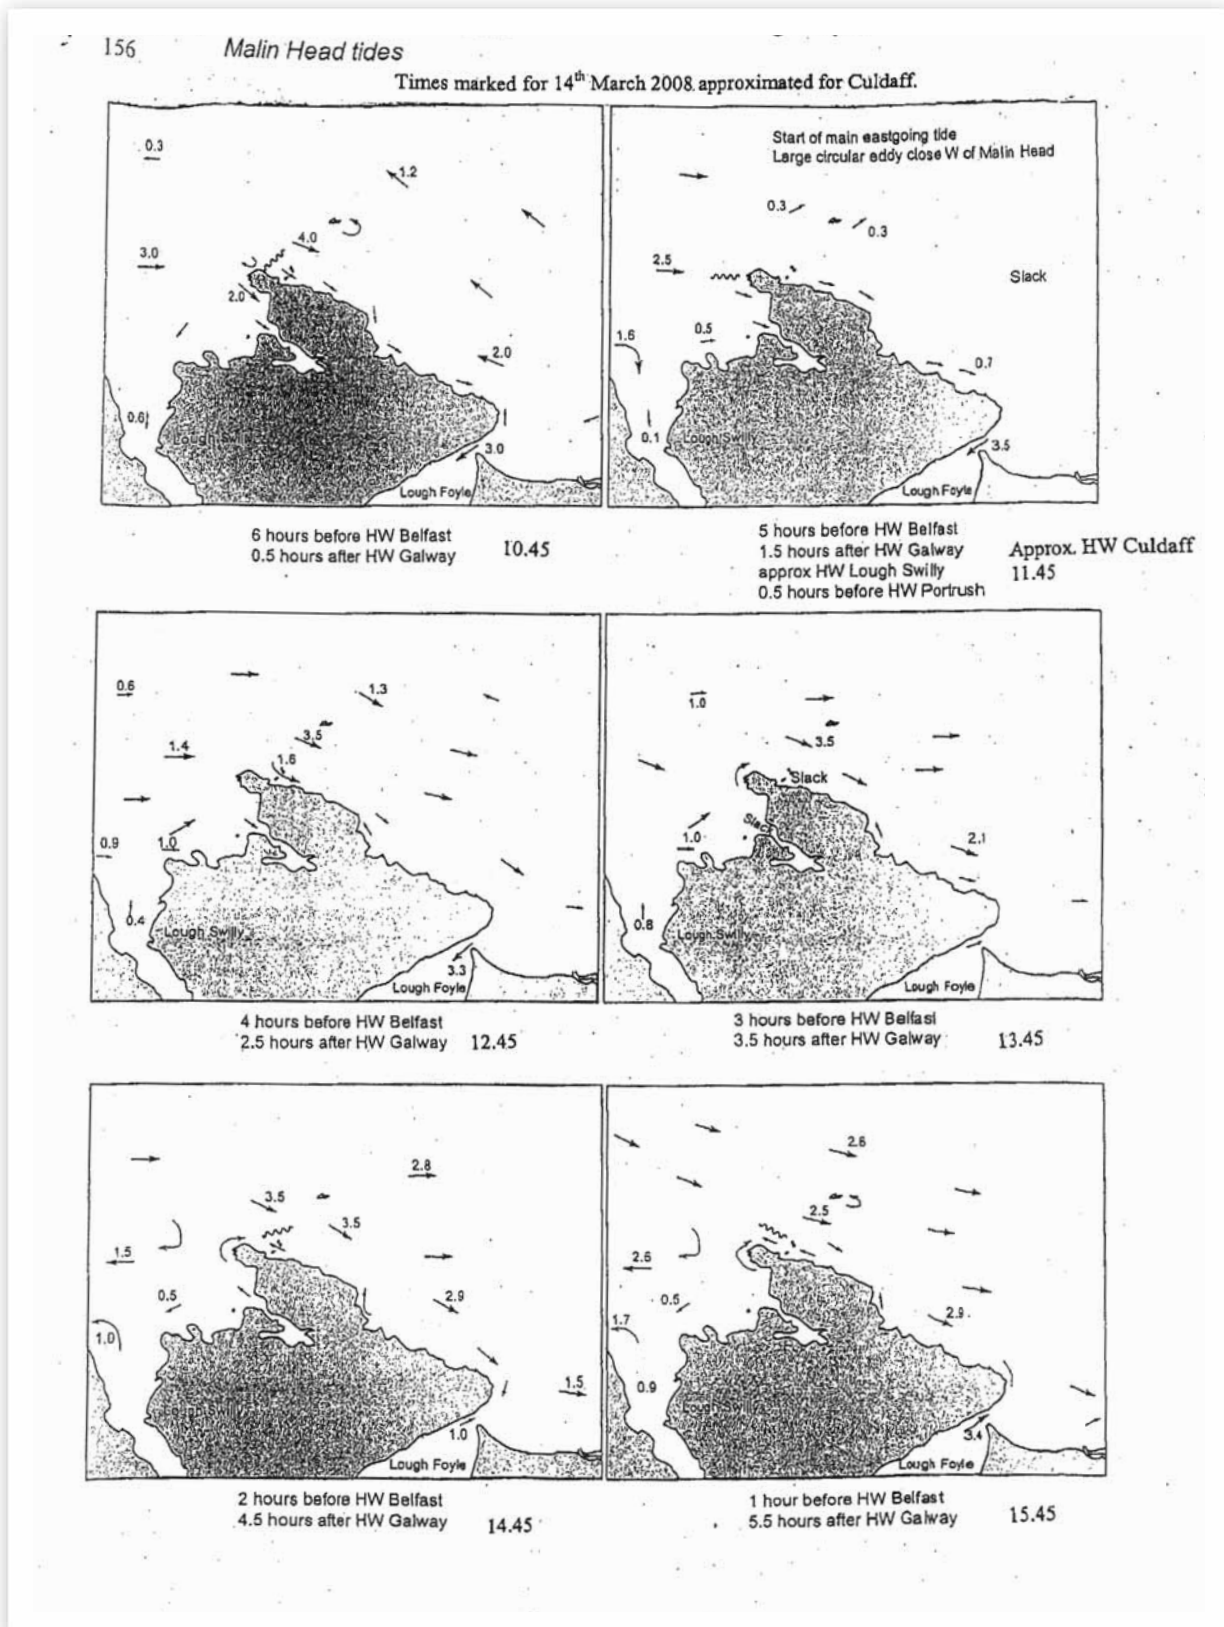 156
Malin Head tides
Times marked for 14th March 2008 approximated for Culdaff.
0.3
1.2
4.0
3.0
2.0
2.0
0.6
Lough Swilly
3.0
Lough Foyle
6 hours before HW Belfast
0.5 hours after HW Galway
10.45
Start of main eastgoing tide
Large circular eddy close W of Malin Head
0.3
0.3
2.5
Slack
1.6
0.5
0.7
0.1
Lough Swilly
3.5
Lough Foyle
5 hours before HW Belfast
1.5 hours after HW Galway
approx HW Lough Swilly
0.5 hours before HW Portrush
Approx. HW Culdaff
11.45
0.6
1.3
3.5
1.4
1.6
0.9
1.0
0.4
Lough Swilly
3.3
Lough Foyle
4 hours before HW Belfast
2.5 hours after HW Galway
12.45
1.0
3.5
Slack
Slack
1.0
2.1
0.8
Lough Swilly
Lough Foyle
3 hours before HW Belfast
3.5 hours after HW Galway
13.45
2.8
3.5
3.5
1.5
0.5
2.9
1.0
1.5
Lough Swilly
1.0
Lough Foyle
2 hours before HW Belfast
4.5 hours after HW Galway
14.45
2.6
2.5
2.6
0.5
2.9
1.7
0.9
Lough Swilly
3.4
Lough Foyle
1 hour before HW Belfast
5.5 hours after HW Galway
15.45